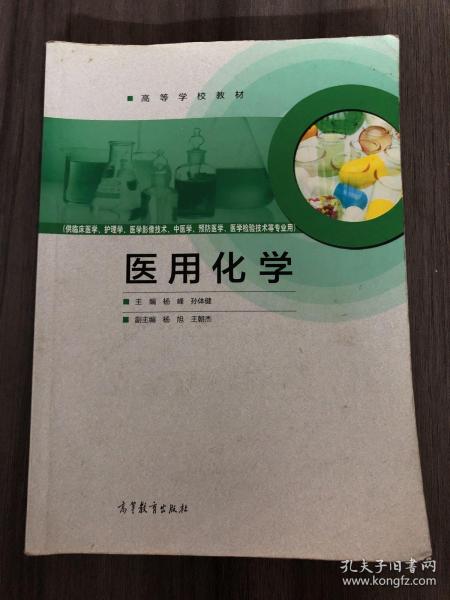 ■ 高等学校教材
(供临床医学、护理学、医学影像技术、中医学、预防医学、医学检验技术等专业用)
医用化学
■ 主 编 杨 峰 孙体健
■ 副主编 杨 旭 王朝杰
高等教育出版社
孔夫子旧书网
www.kongfz.com